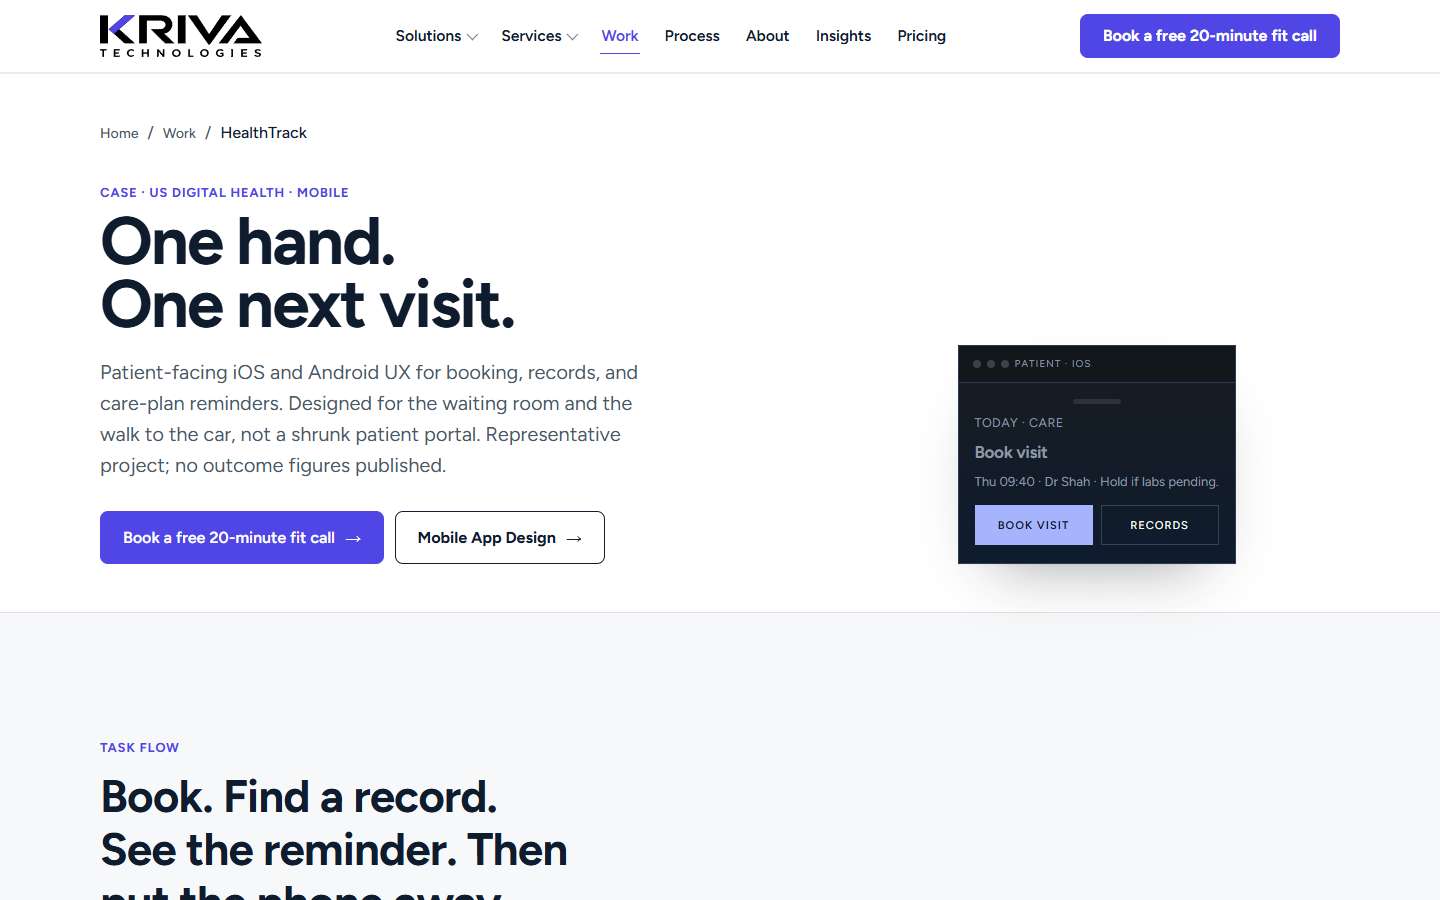 KRIVA
TECHNOLOGIES
Solutions
Services
Work
Process
About
Insights
Pricing
Book a free 20-minute fit call
Home / Work / HealthTrack
CASE · US DIGITAL HEALTH · MOBILE
One hand.
One next visit.
Patient-facing iOS and Android UX for booking, records, and
care-plan reminders. Designed for the waiting room and the
walk to the car, not a shrunk patient portal. Representative
project; no outcome figures published.
Book a free 20-minute fit call →
Mobile App Design →
PATIENT · IOS
TODAY · CARE
Book visit
Thu 09:40 · Dr Shah · Hold if labs pending.
BOOK VISIT
RECORDS
TASK FLOW
Book. Find a record.
See the reminder. Then
put the phone away.